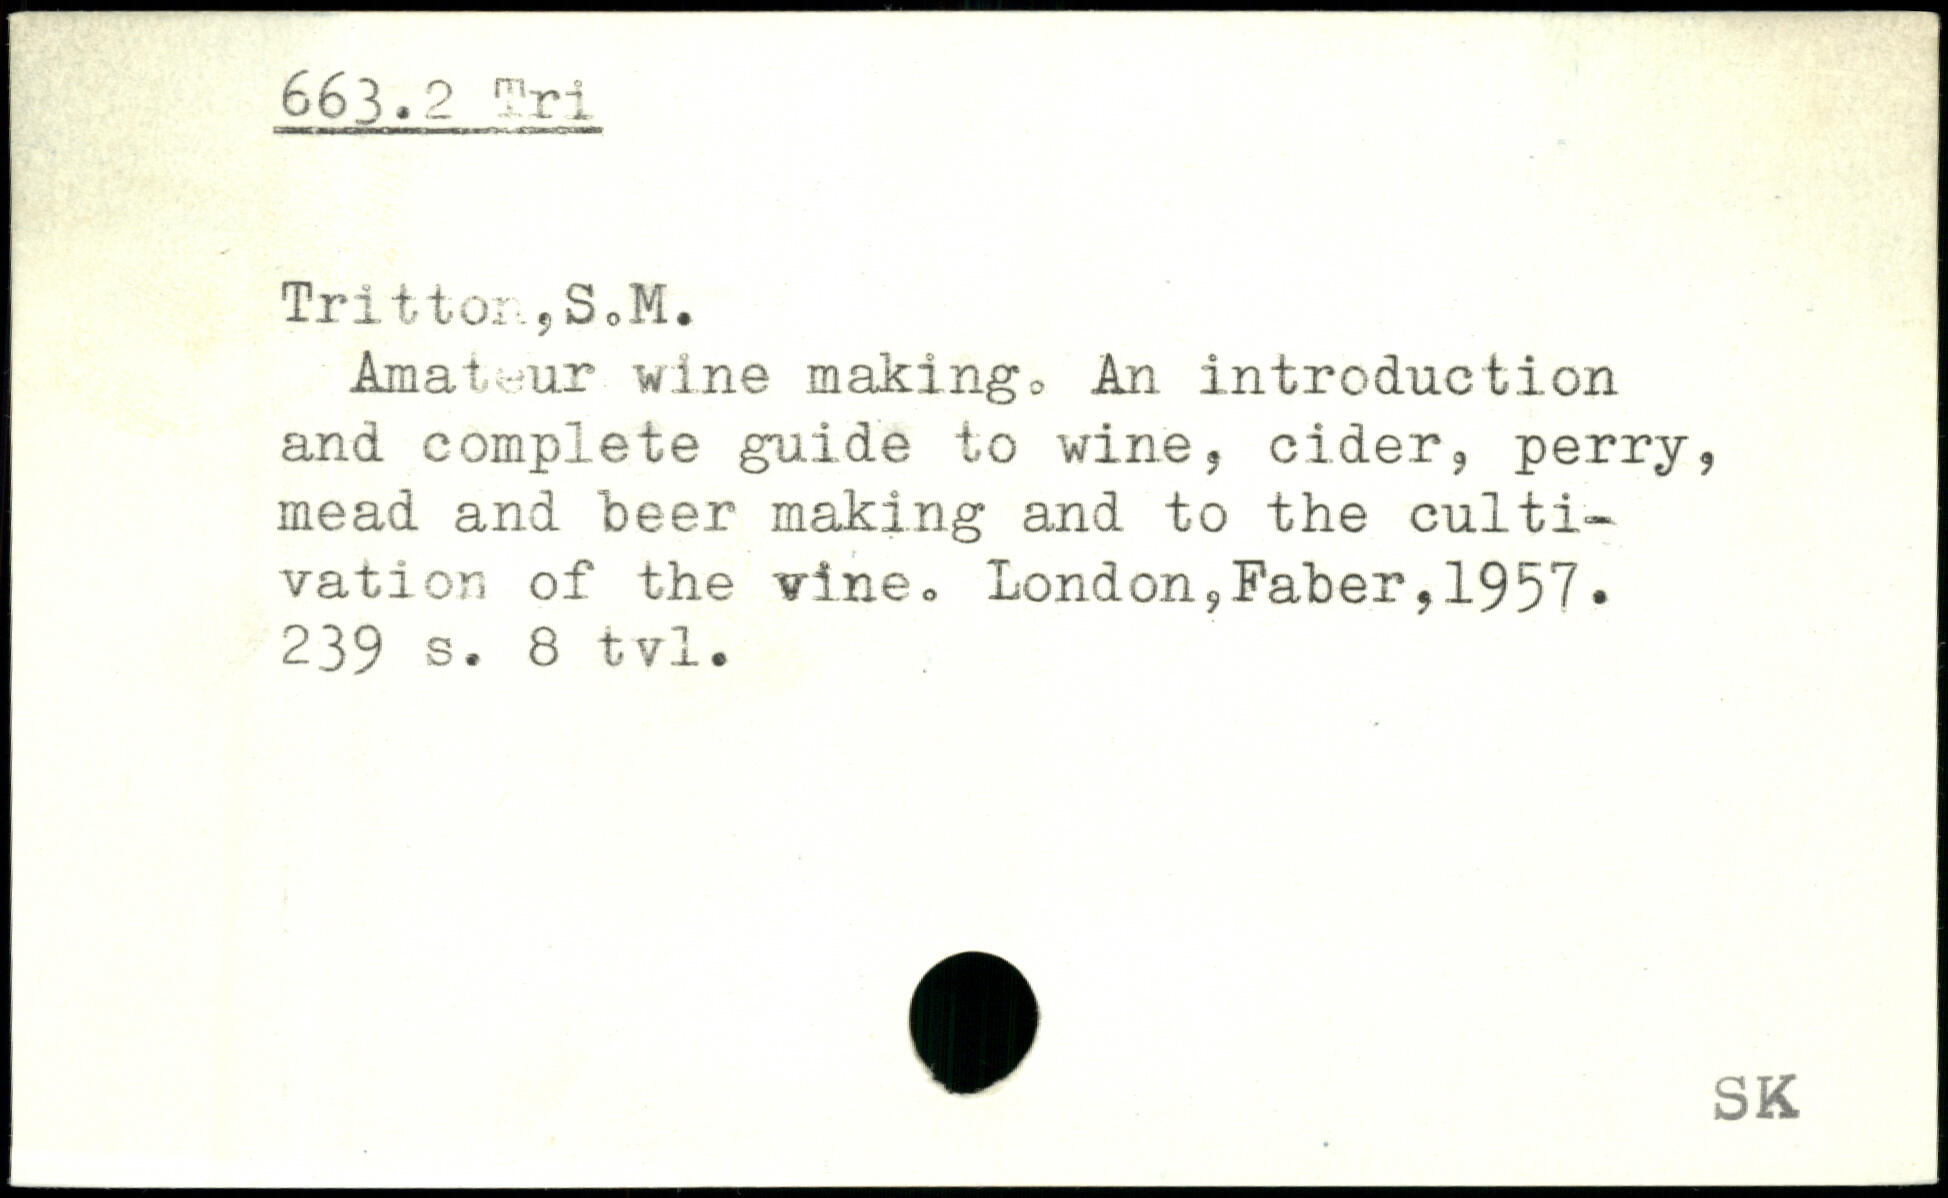 663.2 Tri
Tritton,S.M.
Amateur wine making. An introduction
and complete guide to wine, cider, perry,
mead and beer making and to the culti-
vation of the vine. London,Faber,1957.
239 s. 8 tvl.
SK